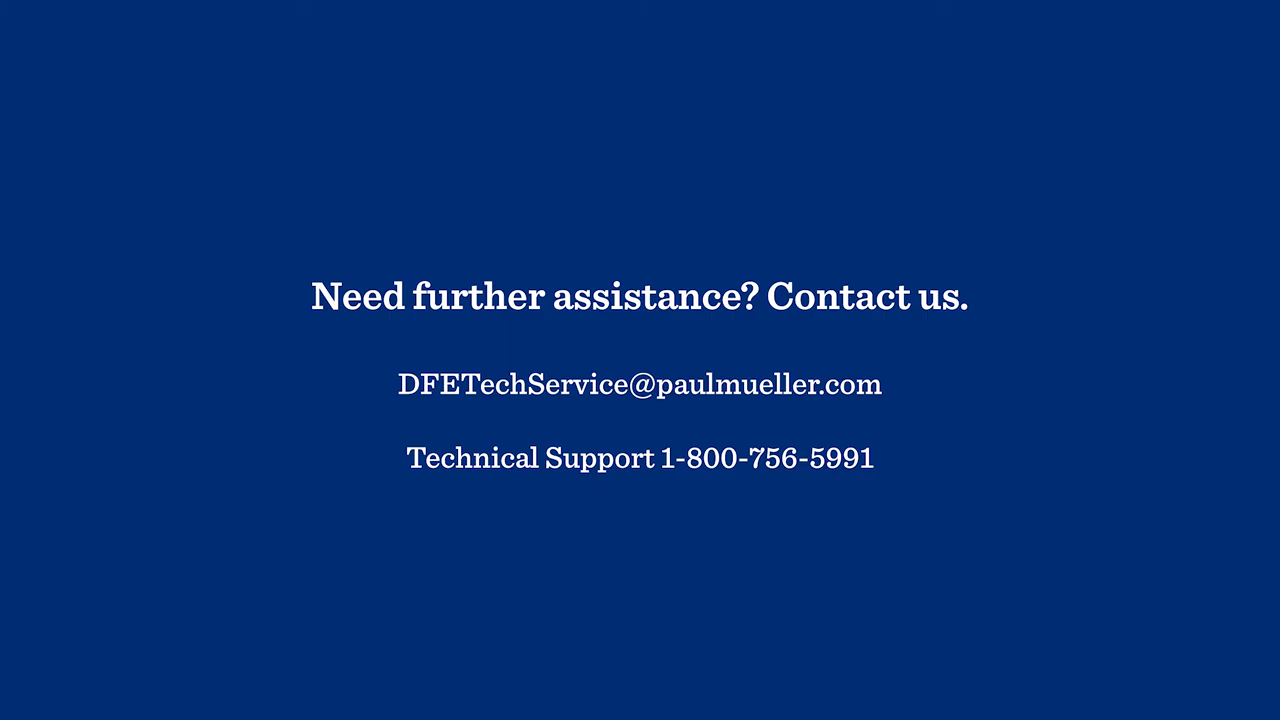 Need further assistance? Contact us.
DFETechService@paulmueller.com
Technical Support 1-800-756-5991